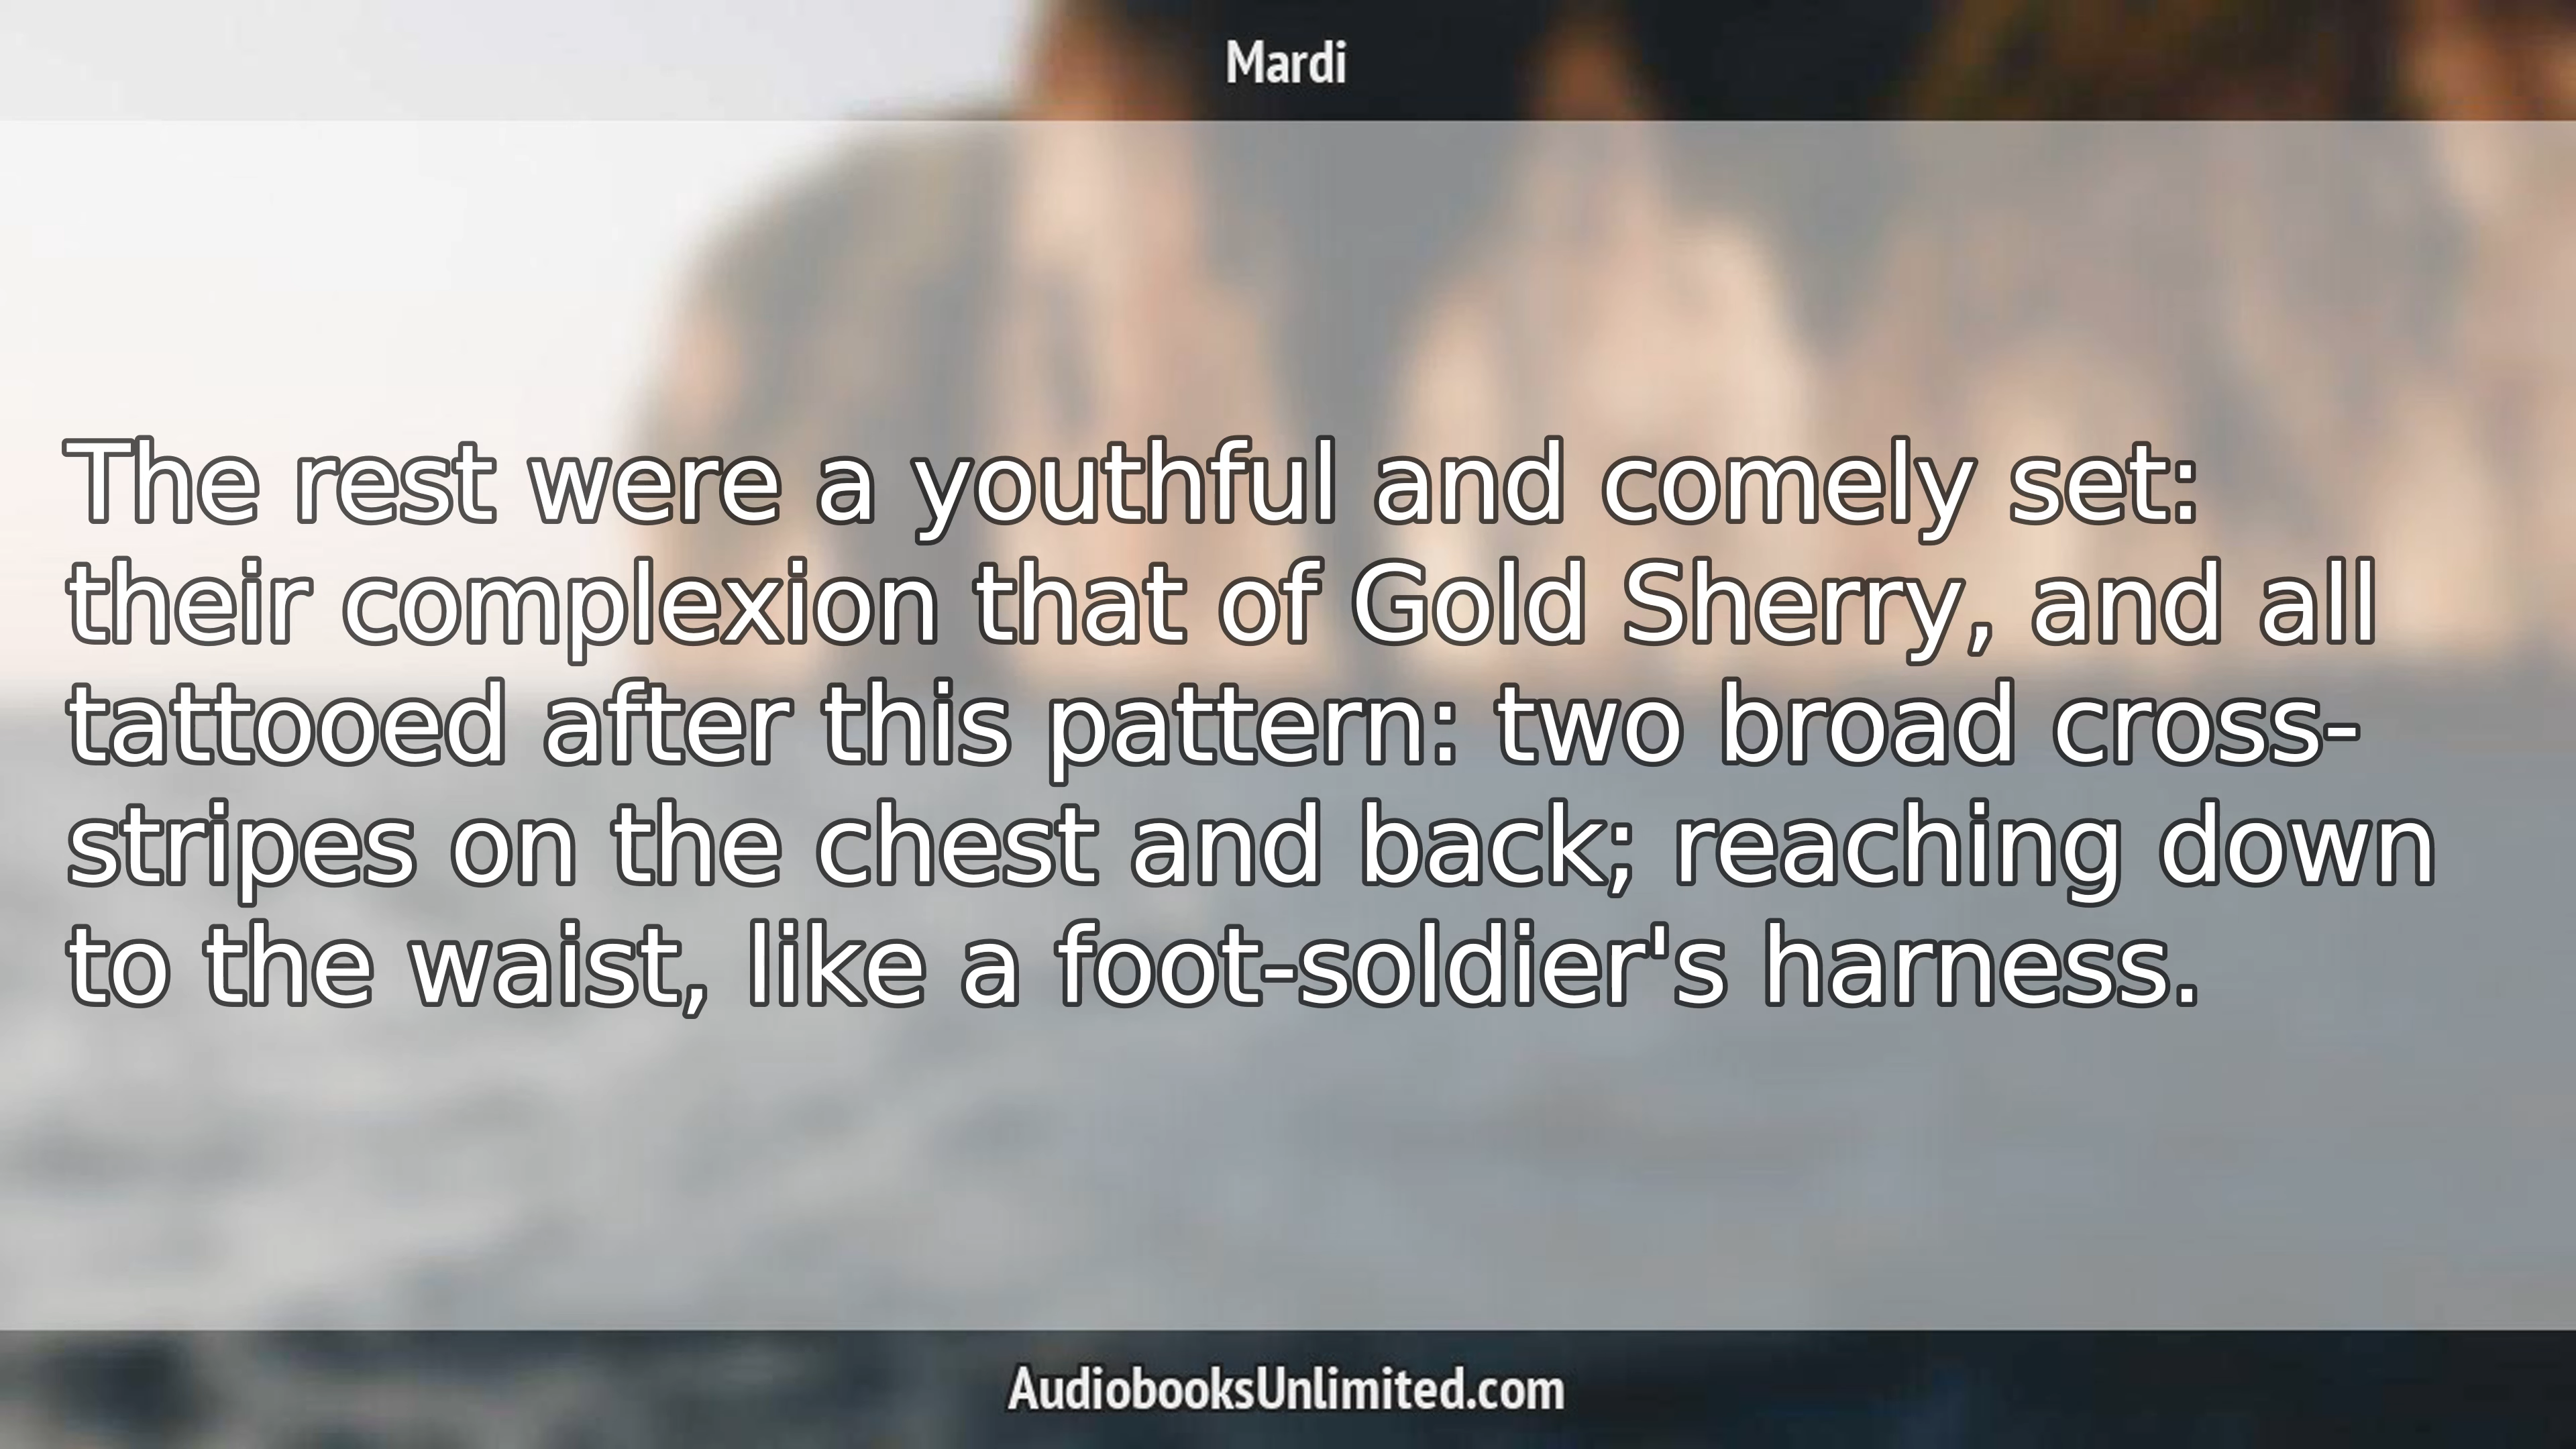 Mardi
The rest were a youthful and comely set:
their complexion that of Gold Sherry, and all
tattooed after this pattern: two broad cross-
stripes on the chest and back; reaching down
to the waist, like a foot-soldier's harness.
AudiobooksUnlimited.com